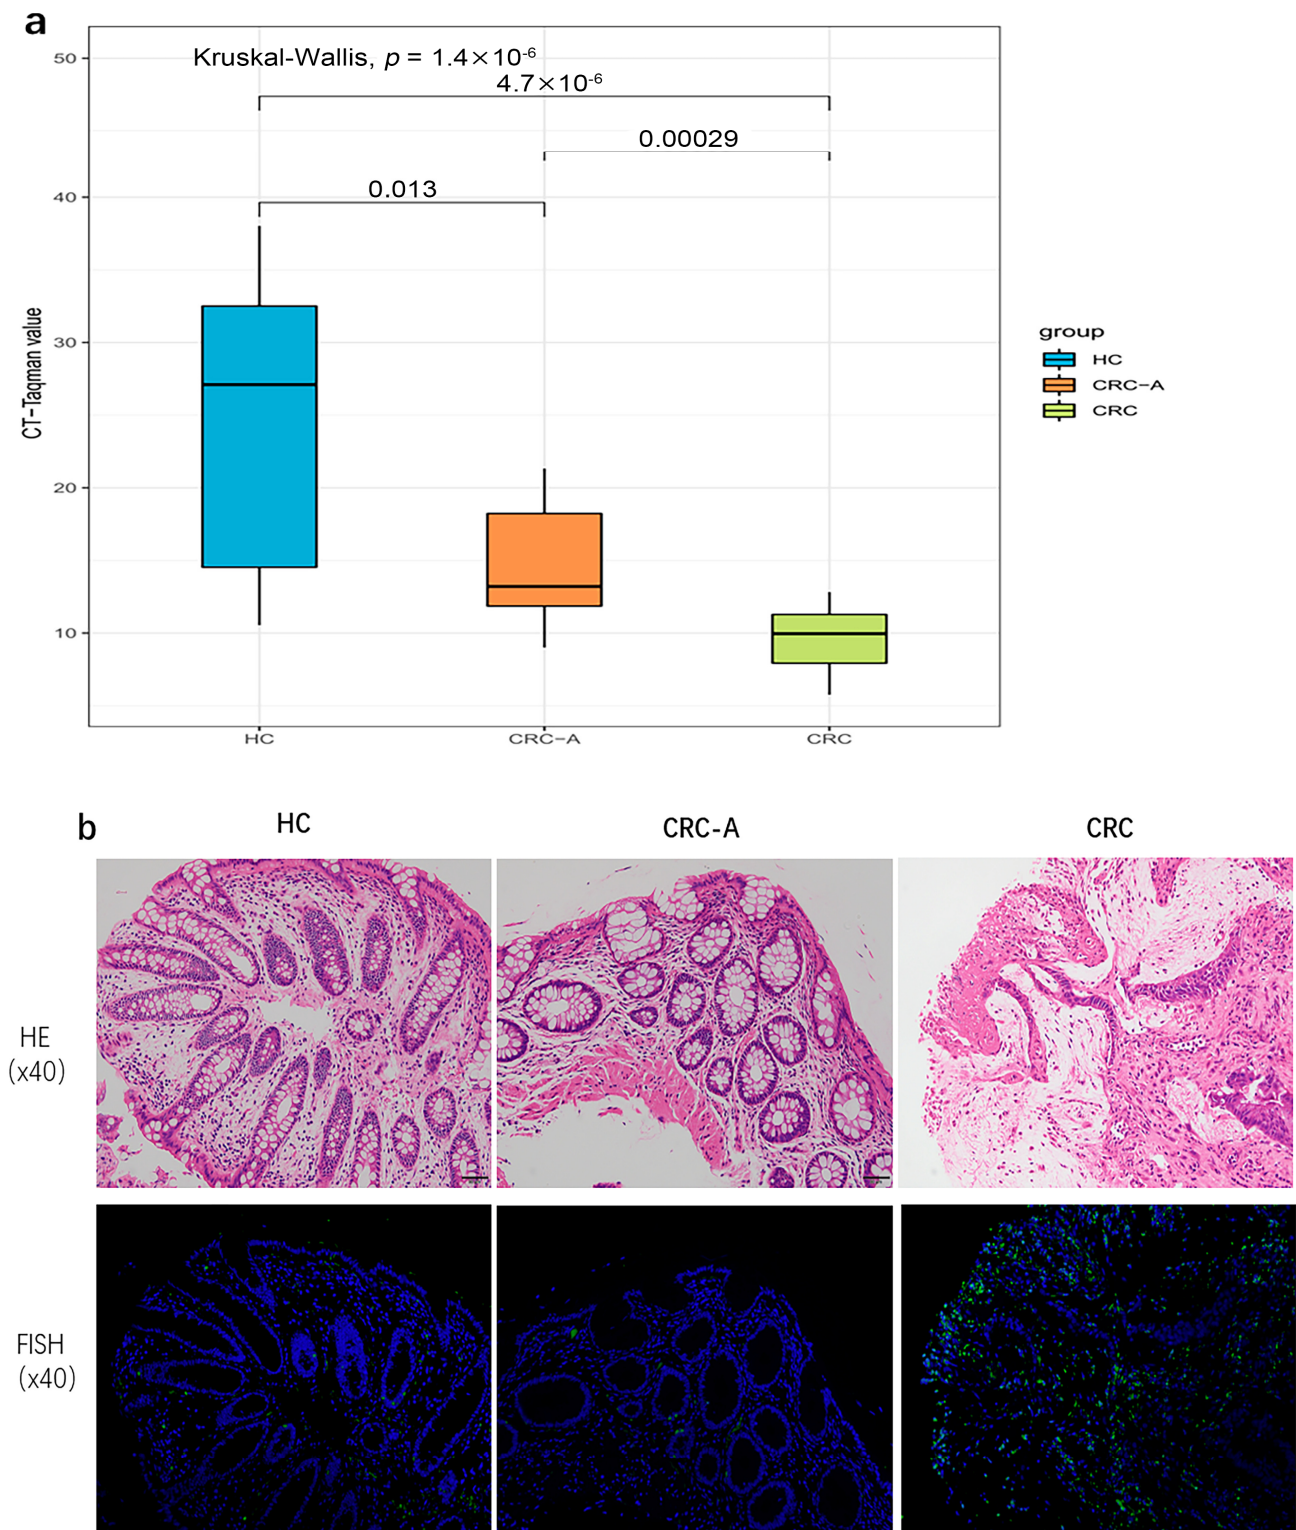 a
Kruskal-Wallis, p = 1.4×10-6
4.7×10-6
0.00029
0.013
50
40
30
20
10
CT-Taqman value
HC
CRC-A
CRC
group
HC
CRC-A
CRC
b
HC
CRC-A
CRC
HE
(x40)
FISH
(x40)